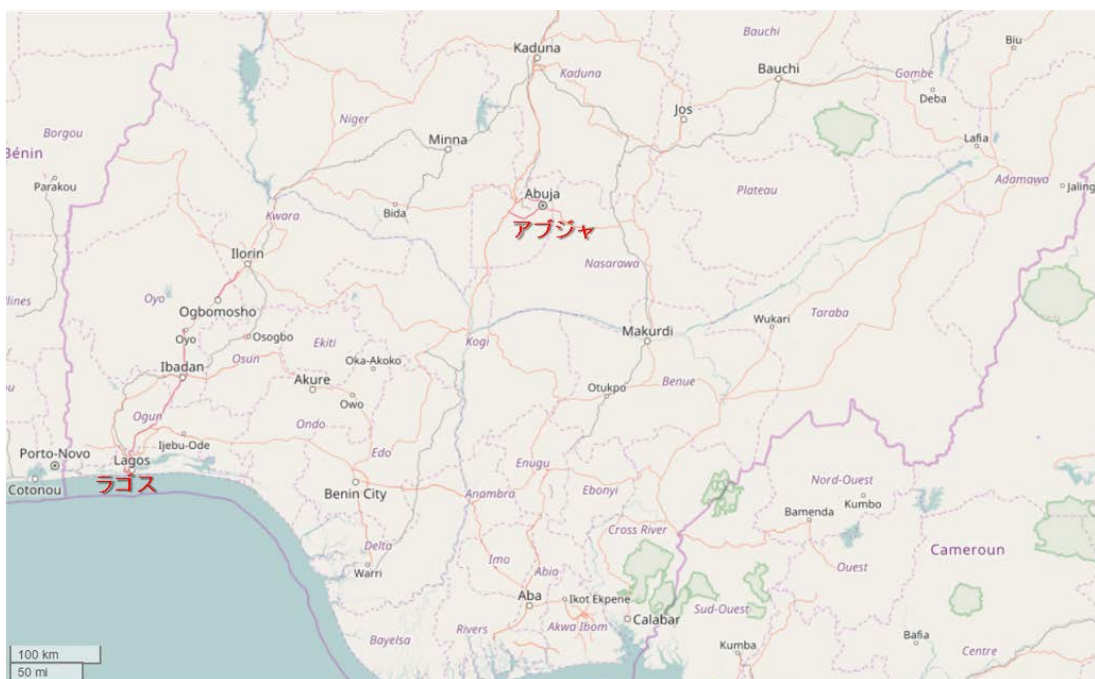 Kaduna
Bauchi
Biu
Kaduna
Bauchi
Gombe
Deba
Niger
Jos
Borgou
Minna
Lafia
Bénin
Parakou
Plateau
Adamawa
Jaling
Abuja
アブジャ
Bida
Kwara
Ilorin
Nasarawa
Oyo
Ogbomosho
Taraba
Oyo
Osogbo
Ekiti
Kogi
Makurdi
Wukari
Ibadan
Osun
Oka-Akoko
Akure
Otukpo
Benue
Owo
Ogun
Ondo
Ijebu-Ode
Edo
Porto-Novo
Lagos
ラゴス
Cotonou
Enugu
Benin City
Anambra
Ebonyi
Nord-Ouest
Kumbo
Bamenda
Cross River
Cameroun
Delta
Imo
Abia
Ouest
Warri
Aba
Ikot Ekpene
Calabar
Sud-Ouest
Bayelsa
Rivers
Akwa Ibom
Kumba
Bafia
Centre
100 km
50 mi